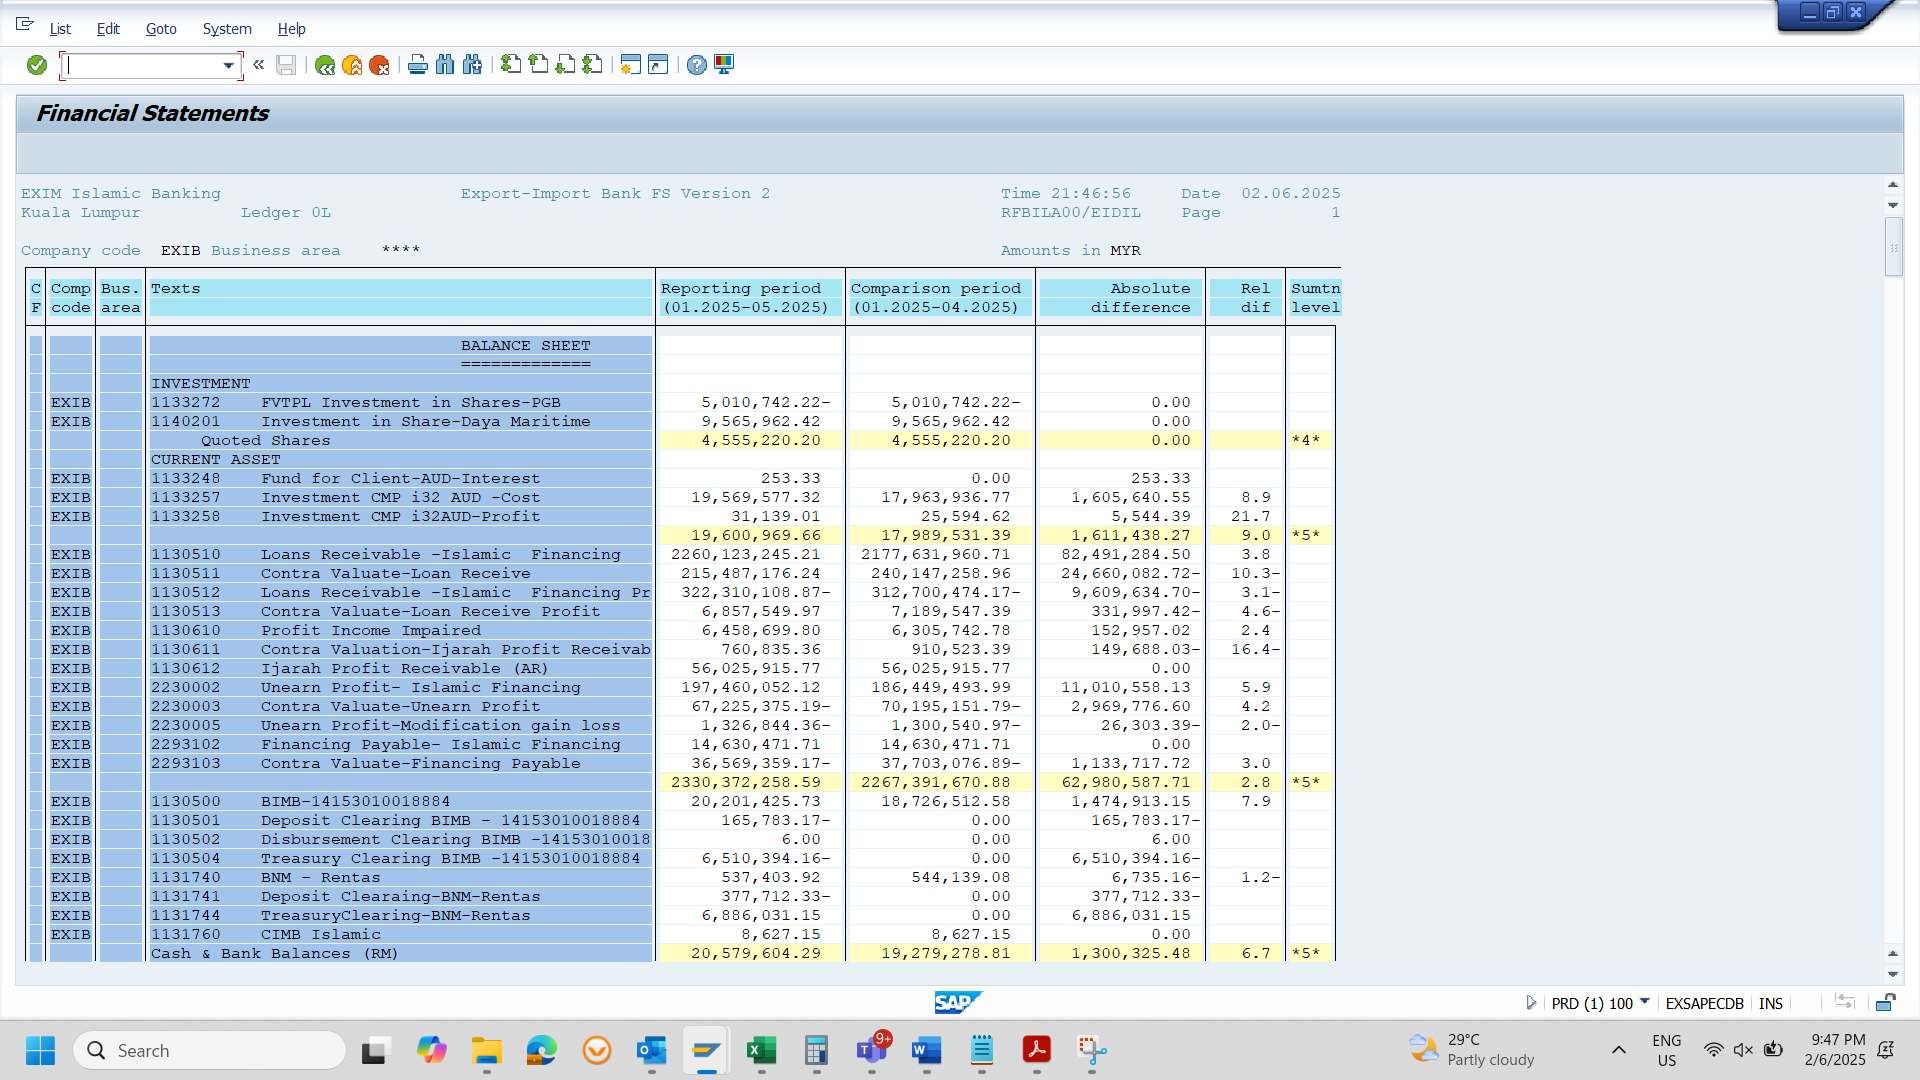 List Edit Goto System Help
Financial Statements
EXIM Islamic Banking Export-Import Bank FS Version 2 Time 21:46:56 Date 02.06.2025
Kuala Lumpur Ledger 0L RFBILA00/EIDIL Page 1
Company code EXIB Business area **** Amounts in MYR
C Comp Bus. Texts Reporting period Comparison period Absolute Rel Sumtn
F code area (01.2025-05.2025) (01.2025-04.2025) difference dif level
BALANCE SHEET
=============
INVESTMENT
EXIB 1133272 FVTPL Investment in Shares-PGB 5,010,742.22- 5,010,742.22- 0.00
EXIB 1140201 Investment in Share-Daya Maritime 9,565,962.42 9,565,962.42 0.00
Quoted Shares 4,555,220.20 4,555,220.20 0.00 *4*
CURRENT ASSET
EXIB 1133248 Fund for Client-AUD-Interest 253.33 0.00 253.33
EXIB 1133257 Investment CMP i32 AUD -Cost 19,569,577.32 17,963,936.77 1,605,640.55 8.9
EXIB 1133258 Investment CMP i32AUD-Profit 31,139.01 25,594.62 5,544.39 21.7
19,600,969.66 17,989,531.39 1,611,438.27 9.0 *5*
EXIB 1130510 Loans Receivable -Islamic Financing 2260,123,245.21 2177,631,960.71 82,491,284.50 3.8
EXIB 1130511 Contra Valuate-Loan Receive 215,487,176.24 240,147,258.96 24,660,082.72- 10.3-
EXIB 1130512 Loans Receivable -Islamic Financing Pr 322,310,108.87- 312,700,474.17- 9,609,634.70- 3.1-
EXIB 1130513 Contra Valuate-Loan Receive Profit 6,857,549.97 7,189,547.39 331,997.42- 4.6-
EXIB 1130610 Profit Income Impaired 6,458,699.80 6,305,742.78 152,957.02 2.4
EXIB 1130611 Contra Valuation-Ijarah Profit Receivab 760,835.36 910,523.39 149,688.03- 16.4-
EXIB 1130612 Ijarah Profit Receivable (AR) 56,025,915.77 56,025,915.77 0.00
EXIB 2230002 Unearn Profit- Islamic Financing 197,460,052.12 186,449,493.99 11,010,558.13 5.9
EXIB 2230003 Contra Valuate-Unearn Profit 67,225,375.19- 70,195,151.79- 2,969,776.60 4.2
EXIB 2230005 Unearn Profit-Modification gain loss 1,326,844.36- 1,300,540.97- 26,303.39- 2.0-
EXIB 2293102 Financing Payable- Islamic Financing 14,630,471.71 14,630,471.71 0.00
EXIB 2293103 Contra Valuate-Financing Payable 36,569,359.17- 37,703,076.89- 1,133,717.72 3.0
2330,372,258.59 2267,391,670.88 62,980,587.71 2.8 *5*
EXIB 1130500 BIMB-14153010018884 20,201,425.73 18,726,512.58 1,474,913.15 7.9
EXIB 1130501 Deposit Clearing BIMB - 14153010018884 165,783.17- 0.00 165,783.17-
EXIB 1130502 Disbursement Clearing BIMB -14153010018 6.00 0.00 6.00
EXIB 1130504 Treasury Clearing BIMB -14153010018884 6,510,394.16- 0.00 6,510,394.16-
EXIB 1131740 BNM - Rentas 537,403.92 544,139.08 6,735.16- 1.2-
EXIB 1131741 Deposit Clearaing-BNM-Rentas 377,712.33- 0.00 377,712.33-
EXIB 1131744 TreasuryClearing-BNM-Rentas 6,886,031.15 0.00 6,886,031.15
EXIB 1131760 CIMB Islamic 8,627.15 8,627.15 0.00
Cash & Bank Balances (RM) 20,579,604.29 19,279,278.81 1,300,325.48 6.7 *5*
SAP
PRD (1) 100 EXSAPECDB INS
Search
9+
29°C
Partly cloudy
ENG
US
9:47 PM
2/6/2025